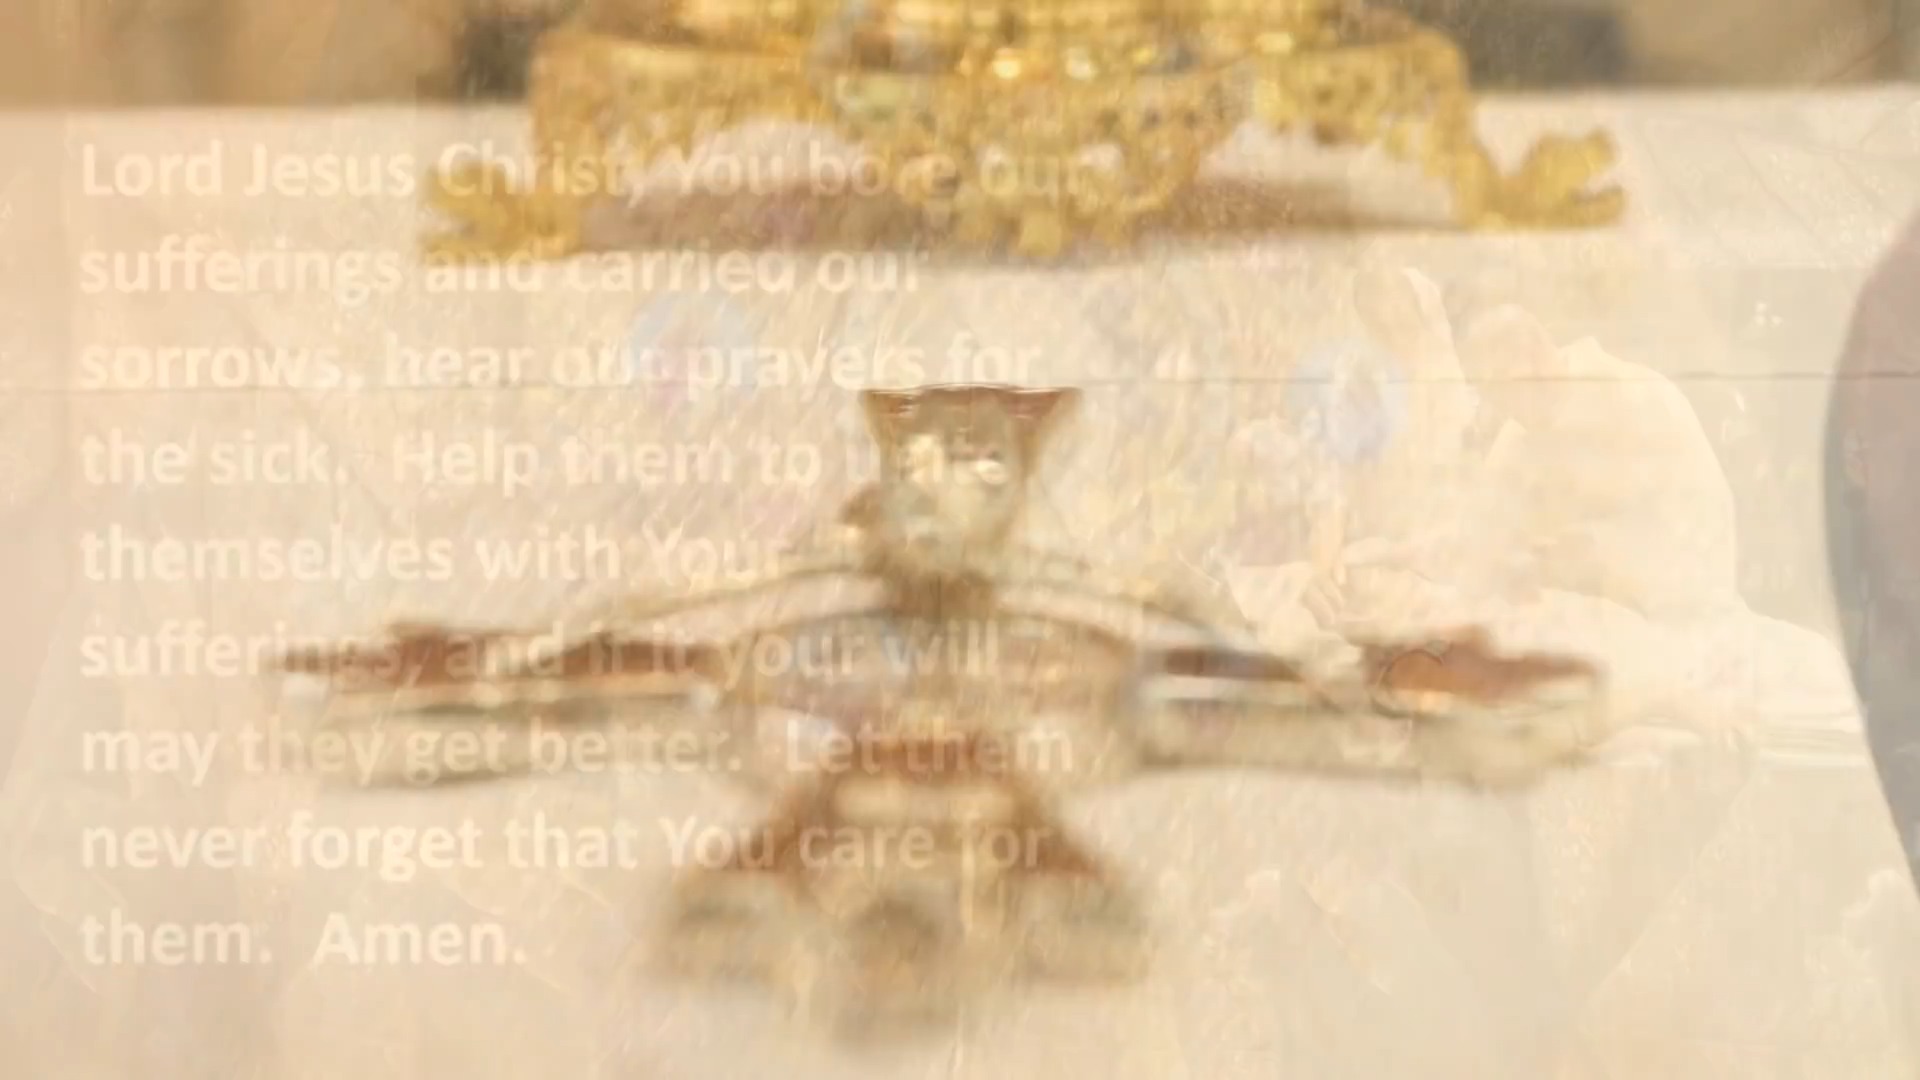 Lord Jesus Christ, You bore our
sufferings and carried our
sorrows, hear our prayers for
the sick.  Help them to unite
themselves with Your
sufferings, and if it your will
may they get better.  Let them
never forget that You care for
them.  Amen.